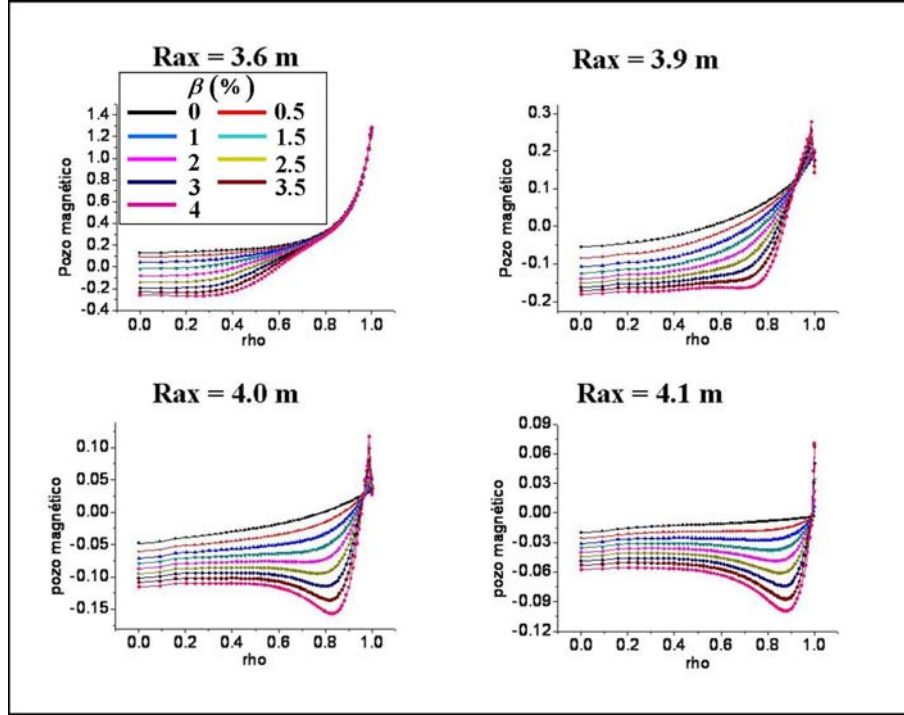 Rax = 3.6 m
β (%)
0 0.5
1 1.5
2 2.5
3 3.5
4
Pozo magnético
1.4
1.2
1.0
0.8
0.6
0.4
0.2
0.0
-0.2
-0.4
0.0 0.2 0.4 0.6 0.8 1.0
rho
Rax = 3.9 m
Pozo magnético
0.3
0.2
0.1
0.0
-0.1
-0.2
0.0 0.2 0.4 0.6 0.8 1.0
rho
Rax = 4.0 m
pozo magnético
0.10
0.05
0.00
-0.05
-0.10
-0.15
0.0 0.2 0.4 0.6 0.8 1.0
rho
Rax = 4.1 m
pozo magnético
0.09
0.06
0.03
0.00
-0.03
-0.06
-0.09
-0.12
0.0 0.2 0.4 0.6 0.8 1.0
rho